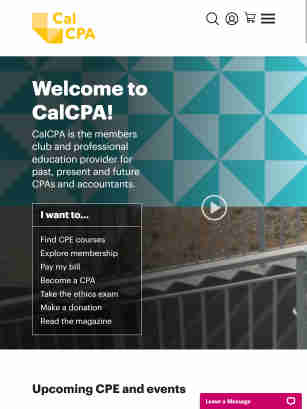 Cal
CPA
Welcome to
CalCPA!
CalCPA is the members
club and professional
education provider for
past, present and future
CPAs and accountants.
I want to...
Find CPE courses
Explore membership
Pay my bill
Become a CPA
Take the ethics exam
Make a donation
Read the magazine
Upcoming CPE and events
Leave a Message